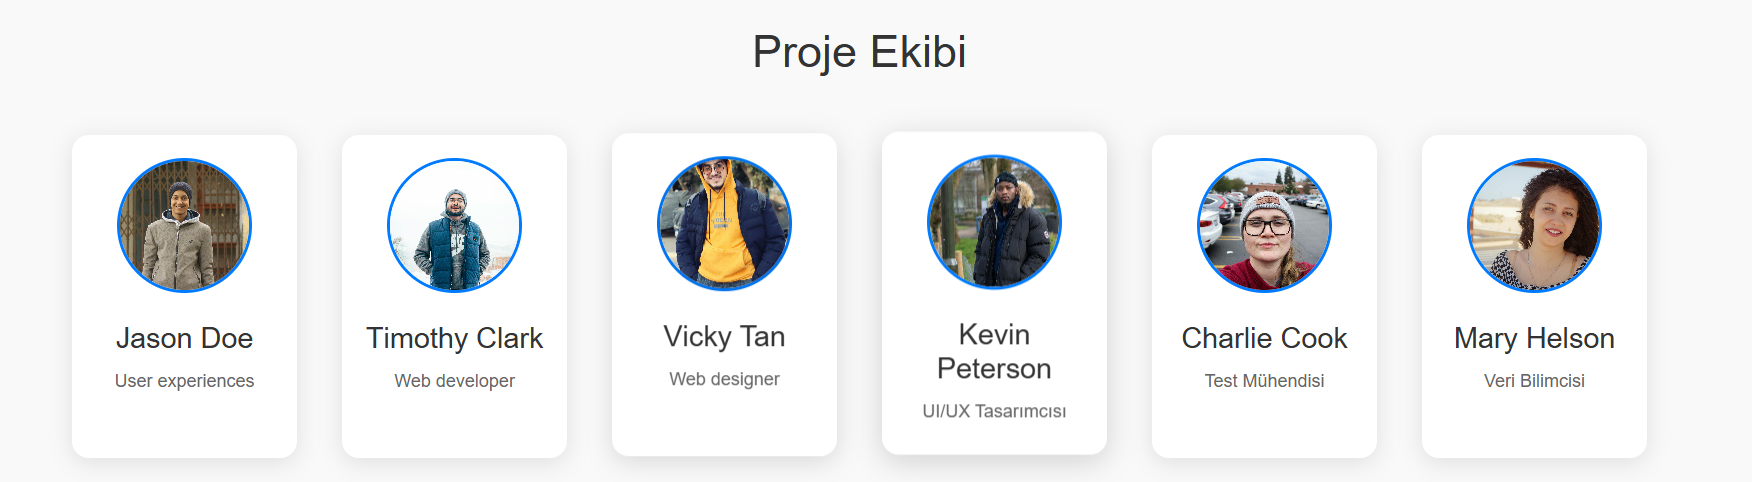 Proje Ekibi
Jason Doe
User experiences
Timothy Clark
Web developer
Vicky Tan
Web designer
Kevin
Peterson
UI/UX Tasarımcısı
Charlie Cook
Test Mühendisi
Mary Helson
Veri Bilimcisi